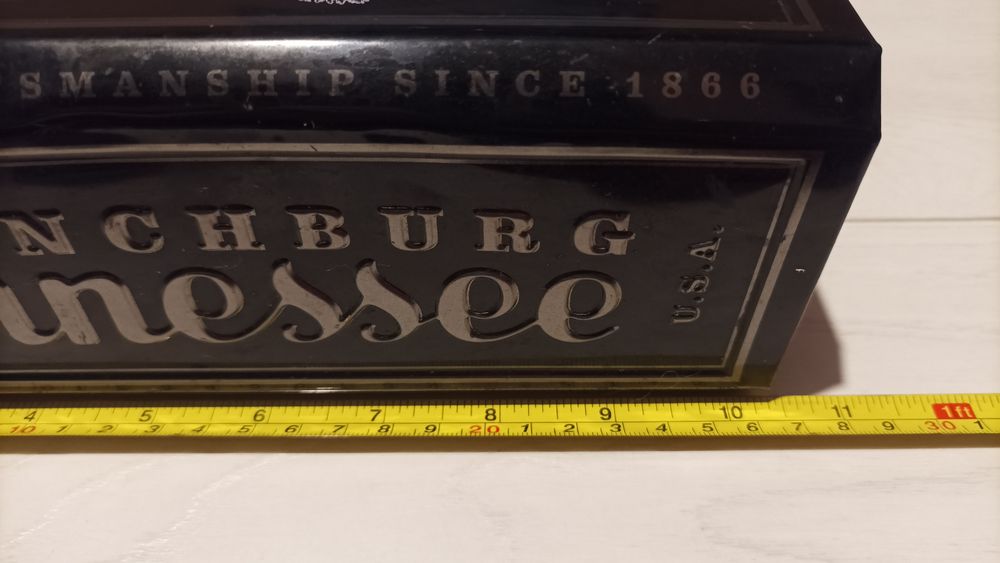 SMANSHIP SINCE 1866
NCHBURG
nnessee
U.S.A.
4 5 6 7 8 9 10 11 1ft
10 1 2 3 4 5 6 7 8 9 20 1 2 3 4 5 6 7 8 9 30 1